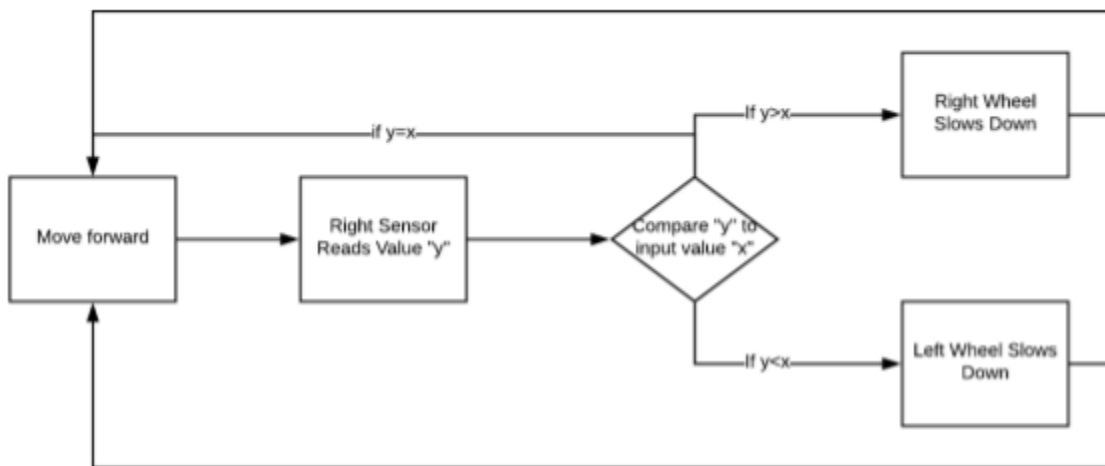 Right Wheel
Slows Down
If y>x
if y=x
Move forward
Right Sensor
Reads Value "y"
Compare "y" to
input value "x"
If y<x
Left Wheel Slows
Down